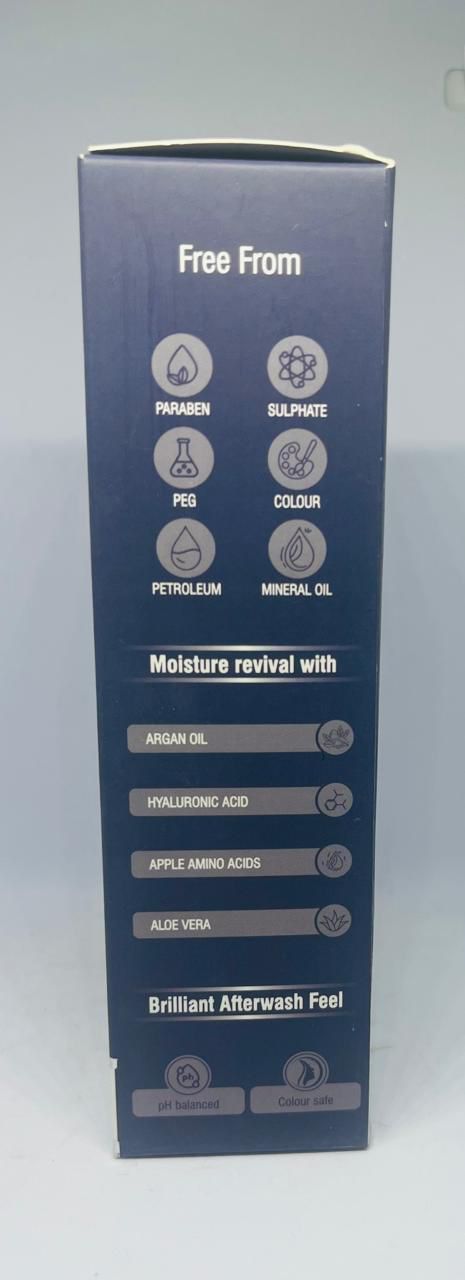 Free From
PARABEN SULPHATE
PEG COLOUR
PETROLEUM MINERAL OIL
Moisture revival with
ARGAN OIL
HYALURONIC ACID
APPLE AMINO ACIDS
ALOE VERA
Brilliant Afterwash Feel
ph
pH balanced Colour safe